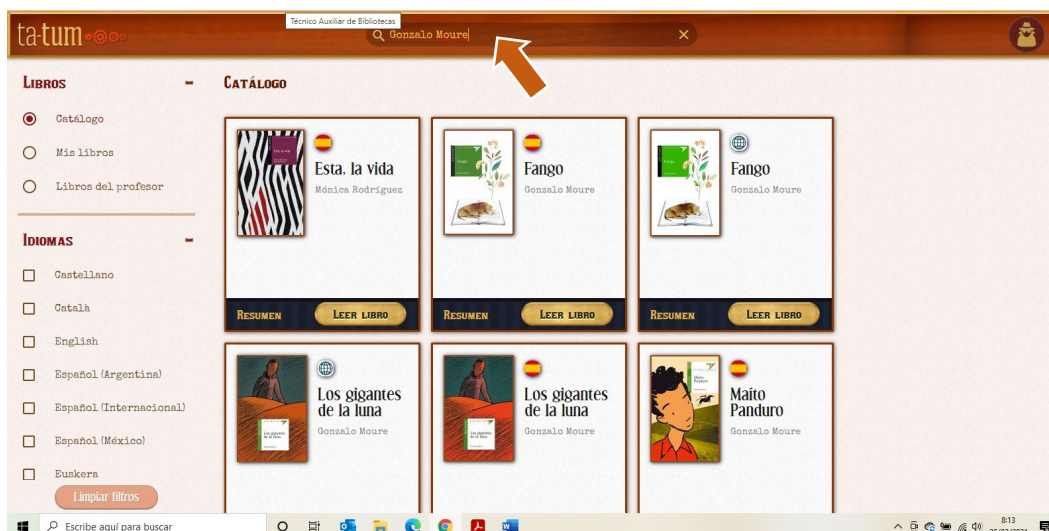 ta-tum
Técnico Auxiliar de Bibliotecas
Gonzalo Moure
LIBROS
Catálogo
Mis libros
Libros del profesor
IDIOMAS
Castellano
Català
English
Español (Argentina)
Español (Internacional)
Español (México)
Euskera
Limpiar filtros
CATÁLOGO
Esta. la vida
Mónica Rodríguez
RESUMEN
LEER LIBRO
Fango
Gonzalo Moure
RESUMEN
LEER LIBRO
Fango
Gonzalo Moure
RESUMEN
LEER LIBRO
Los gigantes
de la luna
Gonzalo Moure
Los gigantes
de la luna
Gonzalo Moure
Maíto
Panduro
Gonzalo Moure
Escribe aquí para buscar
8:13